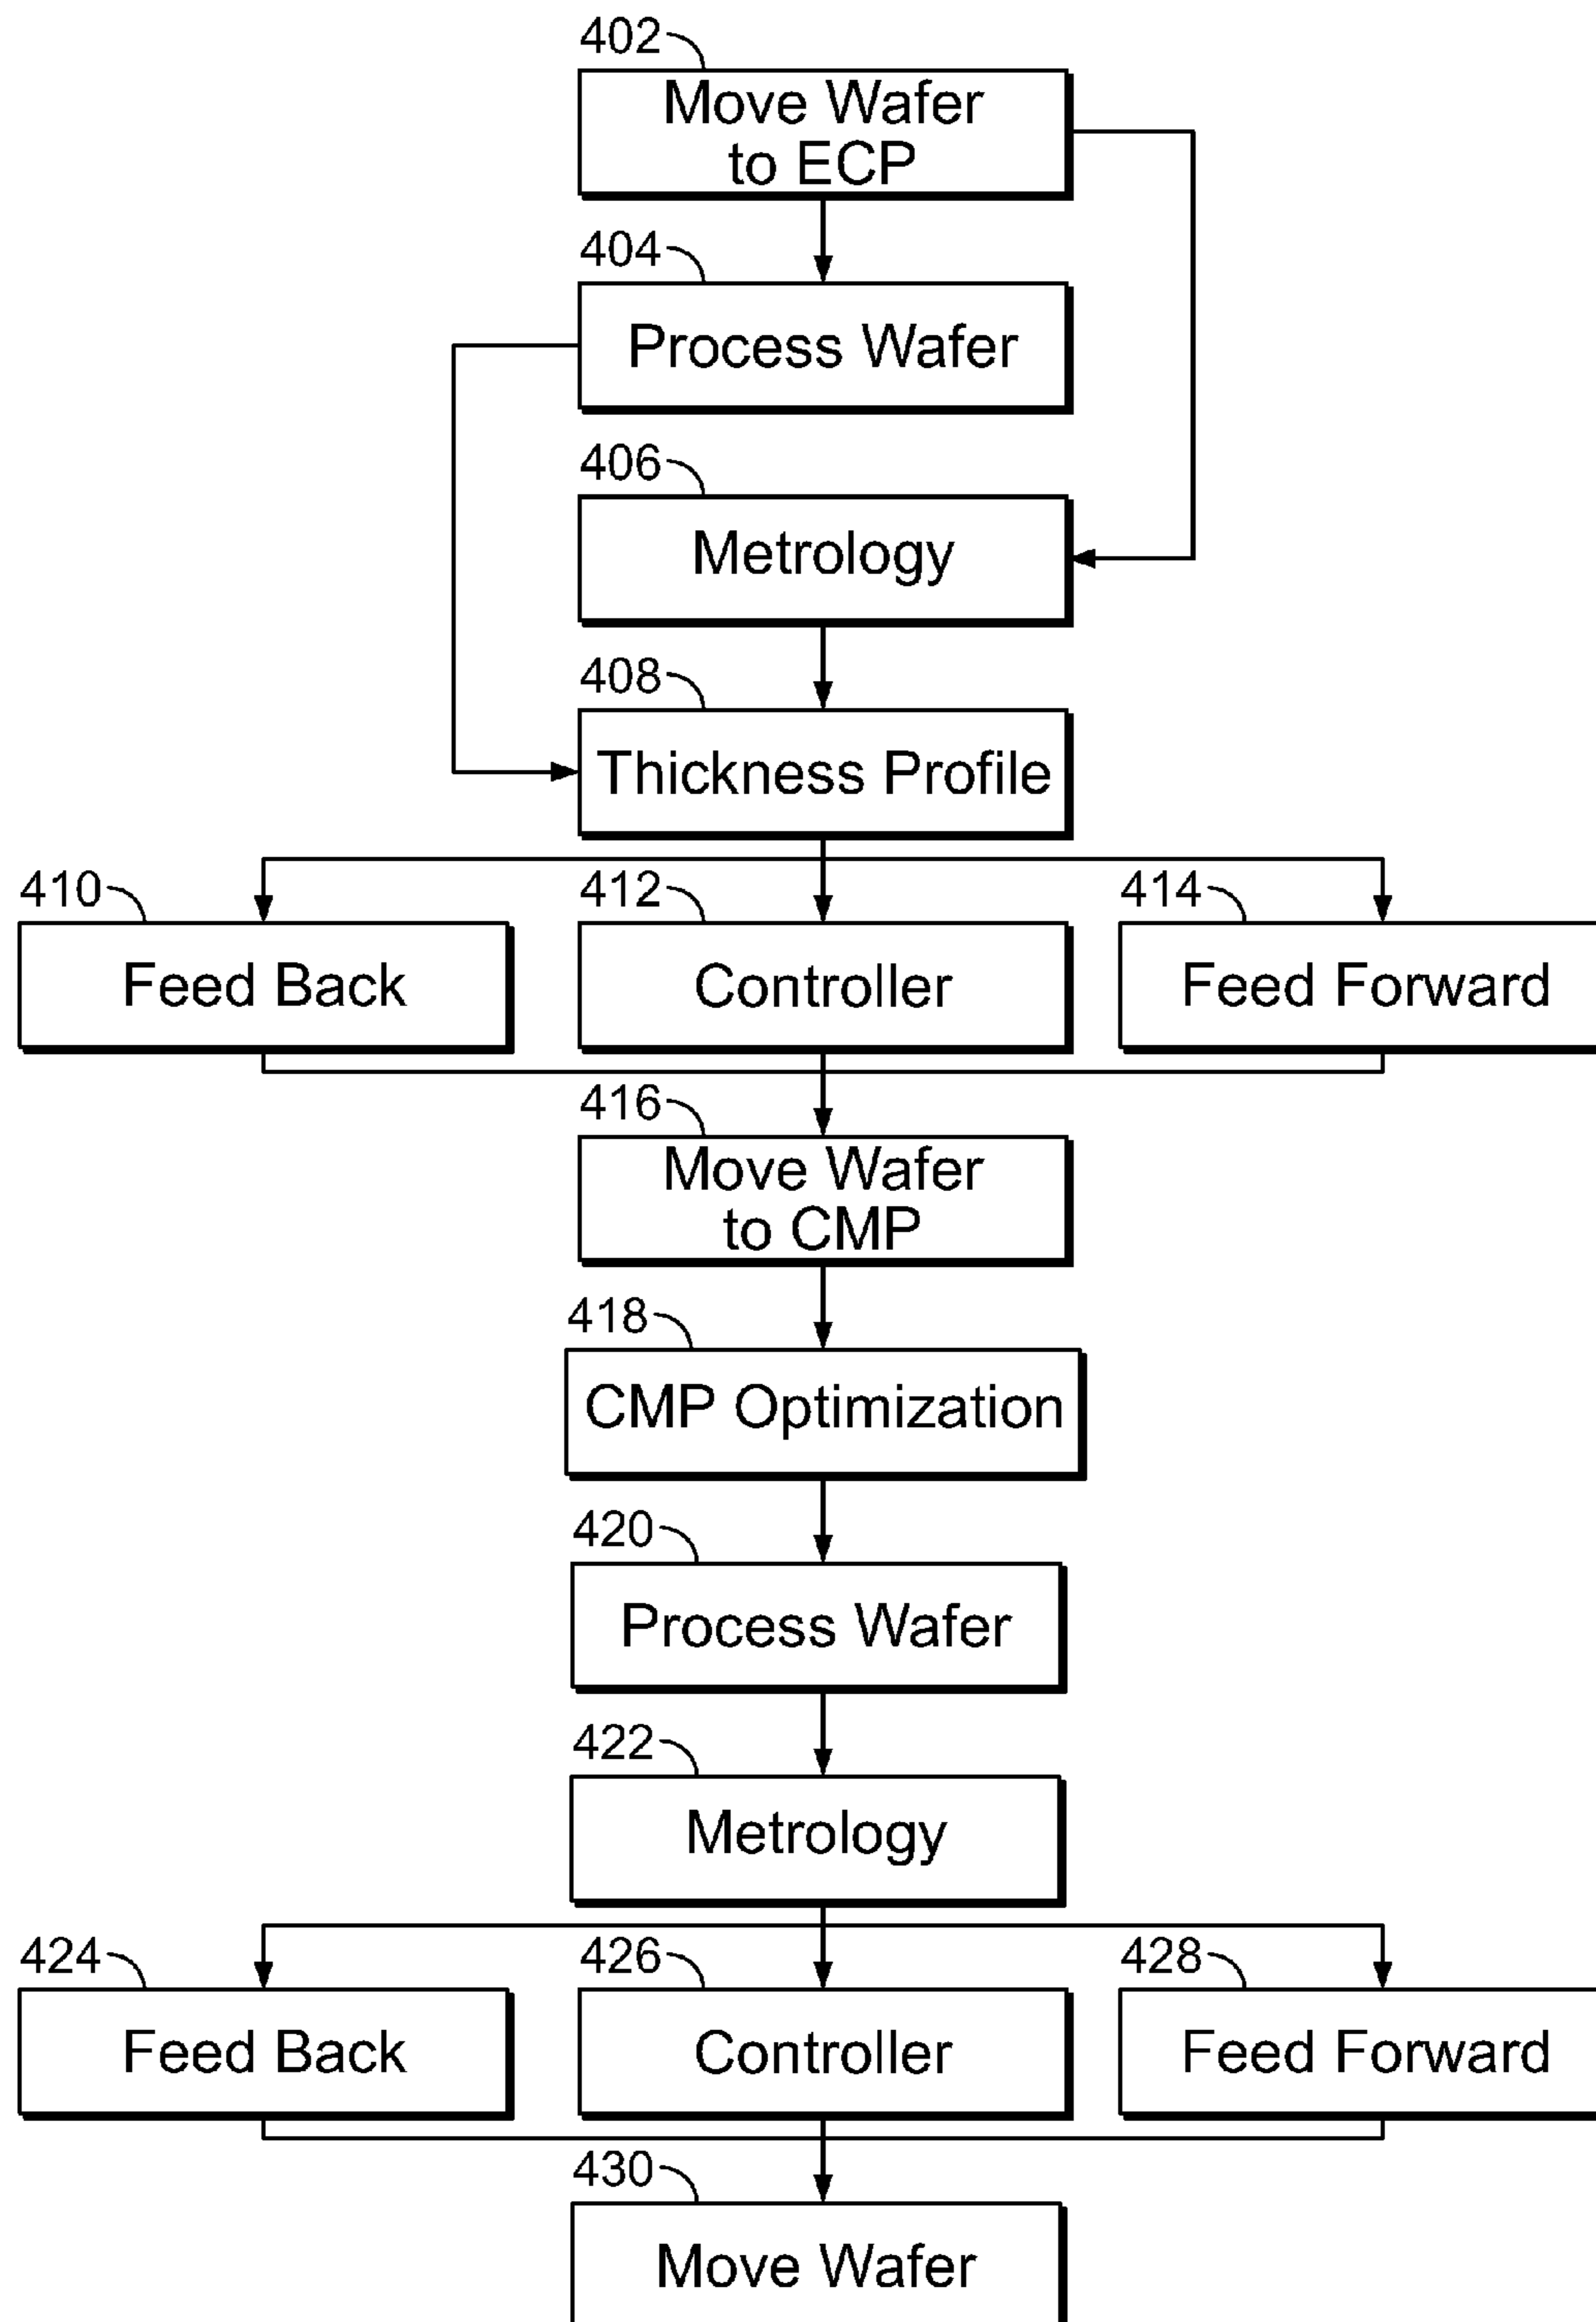 402
Move Wafer
to ECP
404
Process Wafer
406
Metrology
408
Thickness Profile
410
412
414
Feed Back
Controller
Feed Forward
416
Move Wafer
to CMP
418
CMP Optimization
420
Process Wafer
422
Metrology
424
426
428
Feed Back
Controller
Feed Forward
430
Move Wafer